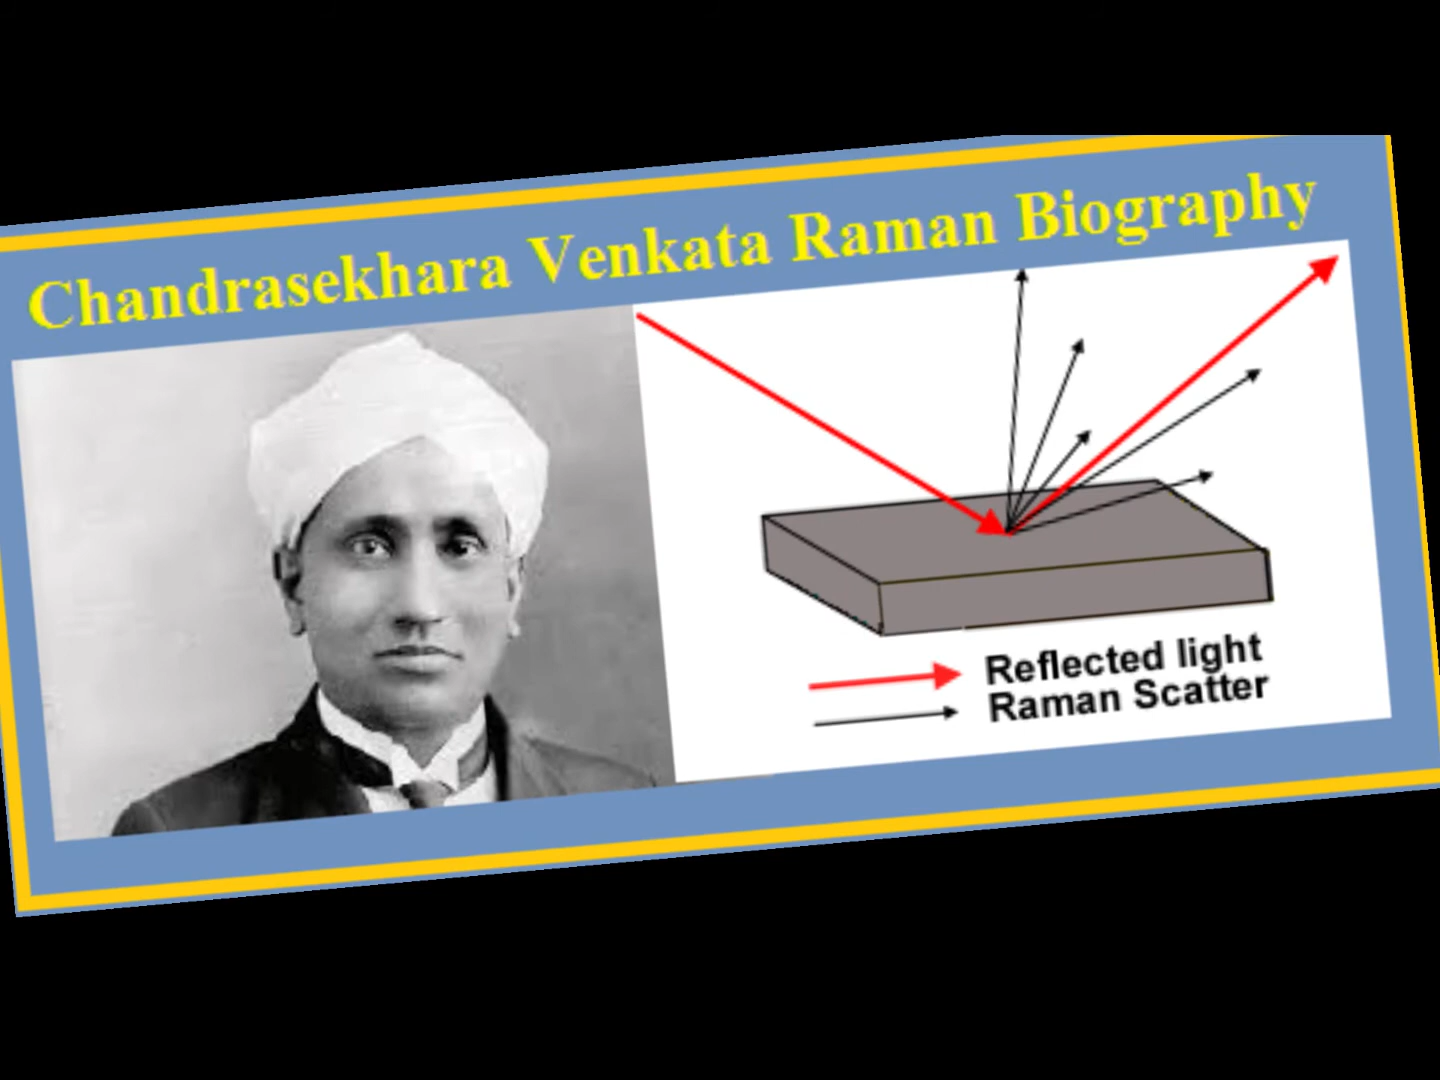 Chandrasekhara Venkata Raman Biography
Reflected light
Raman Scatter